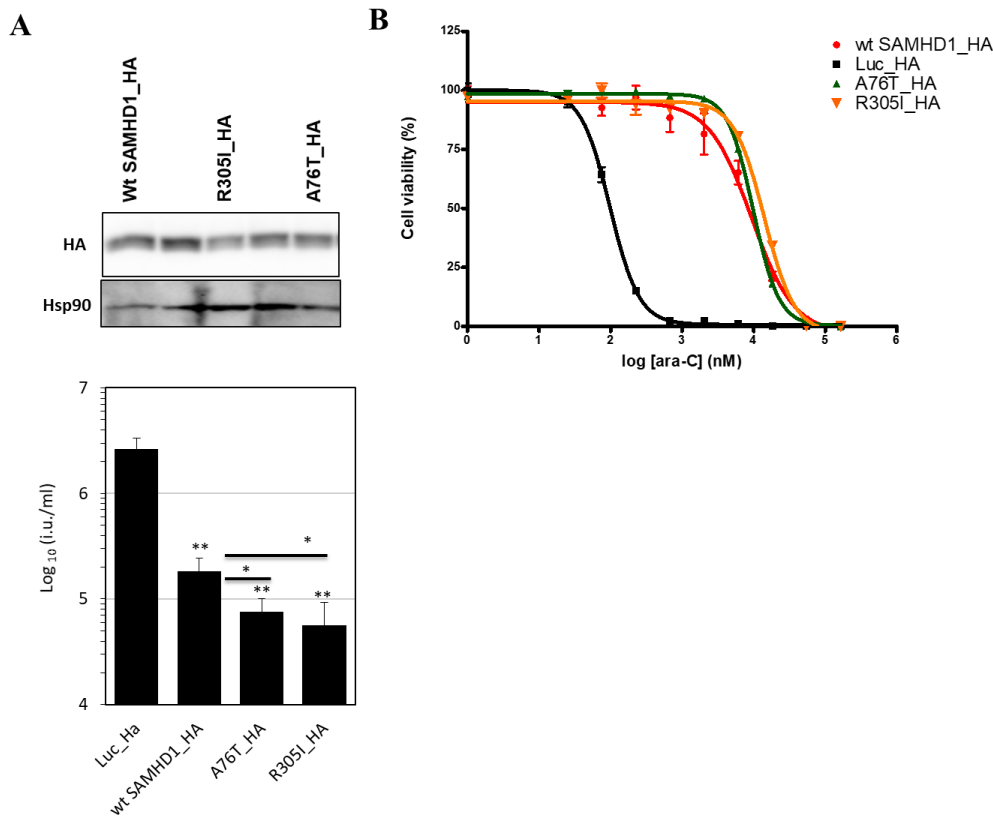 A
Wt SAMHD1_HA
R305I_HA
A76T_HA
HA
Hsp90
7
6
5
4
Log 10 (i.u./ml)
**
*
**
*
**
Luc_Ha
wt SAMHD1_HA
A76T_HA
R305I_HA
B
125
100
75
50
25
0
Cell viability (%)
0 1 2 3 4 5 6
log [ara-C] (nM)
wt SAMHD1_HA
Luc_HA
A76T_HA
R305I_HA